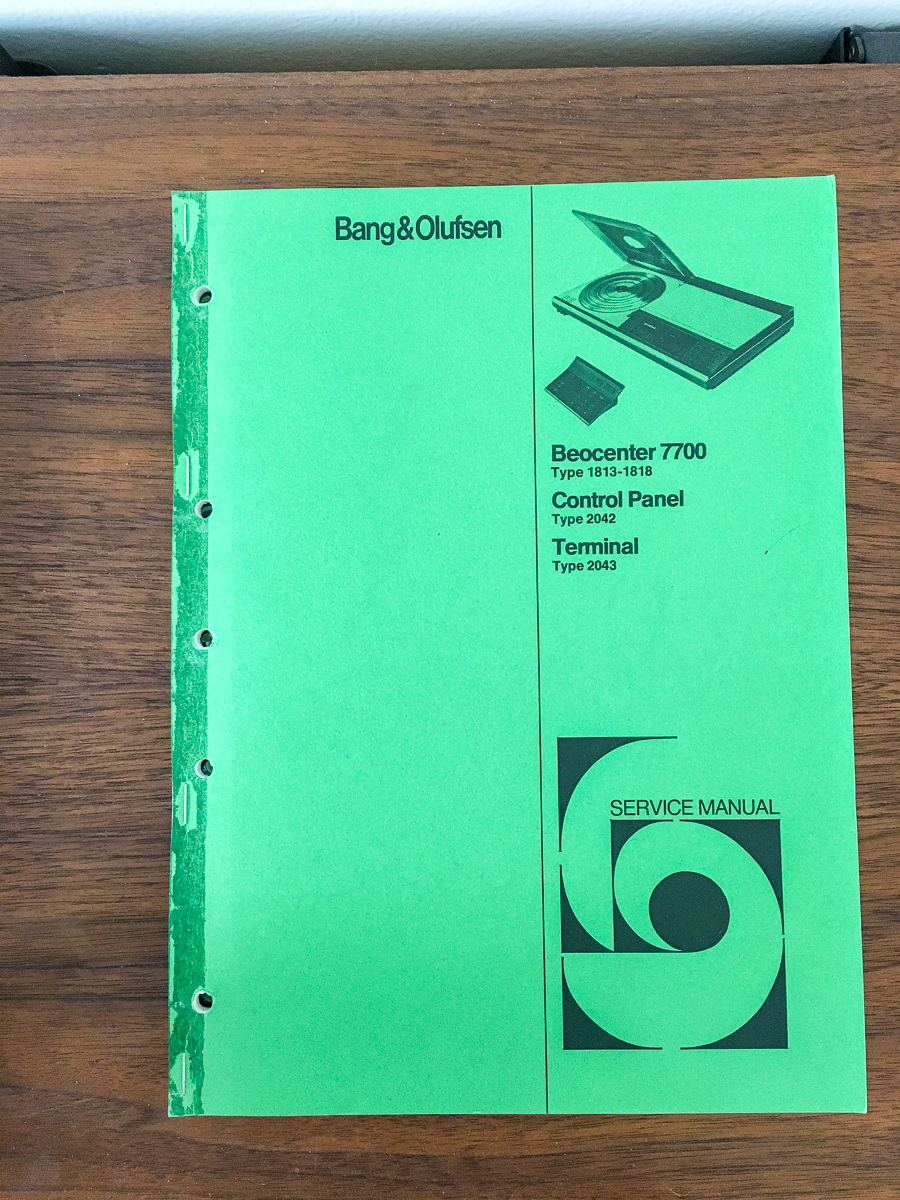 Bang&Olufsen
Beocenter 7700
Type 1813-1818
Control Panel
Type 2042
Terminal
Type 2043
SERVICE MANUAL